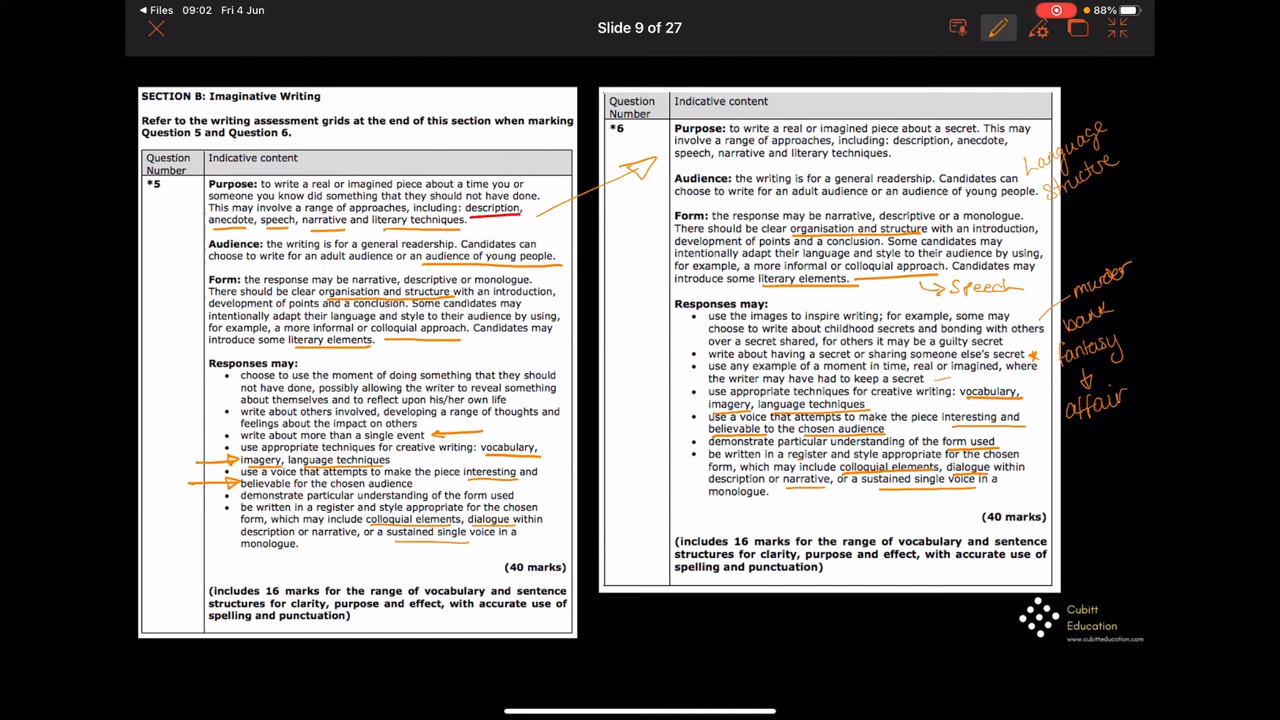 Files 09:02 Fri 4 Jun 88%
Slide 9 of 27
SECTION B: Imaginative Writing
Refer to the writing assessment grids at the end of this section when marking
Question 5 and Question 6.
Question
Number
Indicative content
*5
Purpose: to write a real or imagined piece about a time you or
someone you know did something that they should not have done.
This may involve a range of approaches, including: description,
anecdote, speech, narrative and literary techniques.
Audience: the writing is for a general readership. Candidates can
choose to write for an adult audience or an audience of young people.
Form: the response may be narrative, descriptive or a monologue.
There should be clear organisation and structure with an introduction,
development of points and a conclusion. Some candidates may
intentionally adapt their language and style to their audience by using,
for example, a more informal or colloquial approach. Candidates may
introduce some literary elements.
Responses may:
• choose to use the moment of doing something that they should
not have done, possibly allowing the writer to reveal something
about themselves and to reflect upon his/her own life
• write about others involved, developing a range of thoughts and
feelings about the impact on others
• write about more than a single event
• use appropriate techniques for creative writing: vocabulary,
imagery, language techniques
• use a voice that attempts to make the piece interesting and
believable for the chosen audience
• demonstrate particular understanding of the form used
• be written in a register and style appropriate for the chosen
form, which may include colloquial elements, dialogue within
description or narrative, or a sustained single voice in a
monologue.
(40 marks)
(includes 16 marks for the range of vocabulary and sentence
structures for clarity, purpose and effect, with accurate use of
spelling and punctuation)
Question
Number
Indicative content
*6
Purpose: to write a real or imagined piece about a secret. This may
involve a range of approaches, including: description, anecdote,
speech, narrative and literary techniques.
Audience: the writing is for a general readership. Candidates can
choose to write for an adult audience or an audience of young people.
Form: the response may be narrative, descriptive or a monologue.
There should be clear organisation and structure with an introduction,
development of points and a conclusion. Some candidates may
intentionally adapt their language and style to their audience by using,
for example, a more informal or colloquial approach. Candidates may
introduce some literary elements.
Speech
Responses may:
• use the images to inspire writing; for example, some may
choose to write about childhood secrets and bonding with others
over a secret shared, for others it may be a guilty secret
• write about having a secret or sharing someone else's secret
• use any example of a moment in time, real or imagined, where
the writer may have had to keep a secret
• use appropriate techniques for creative writing: vocabulary,
imagery, language techniques
• use a voice that attempts to make the piece interesting and
believable to the chosen audience
• demonstrate particular understanding of the form used
• be written in a register and style appropriate for the chosen
form, which may include colloquial elements, dialogue within
description or narrative, or a sustained single voice in a
monologue.
(40 marks)
(includes 16 marks for the range of vocabulary and sentence
structures for clarity, purpose and effect, with accurate use of
spelling and punctuation)
Language
Structure
murder
bank
fantasy
affair
Cubitt
Education
www.cubitteducation.com